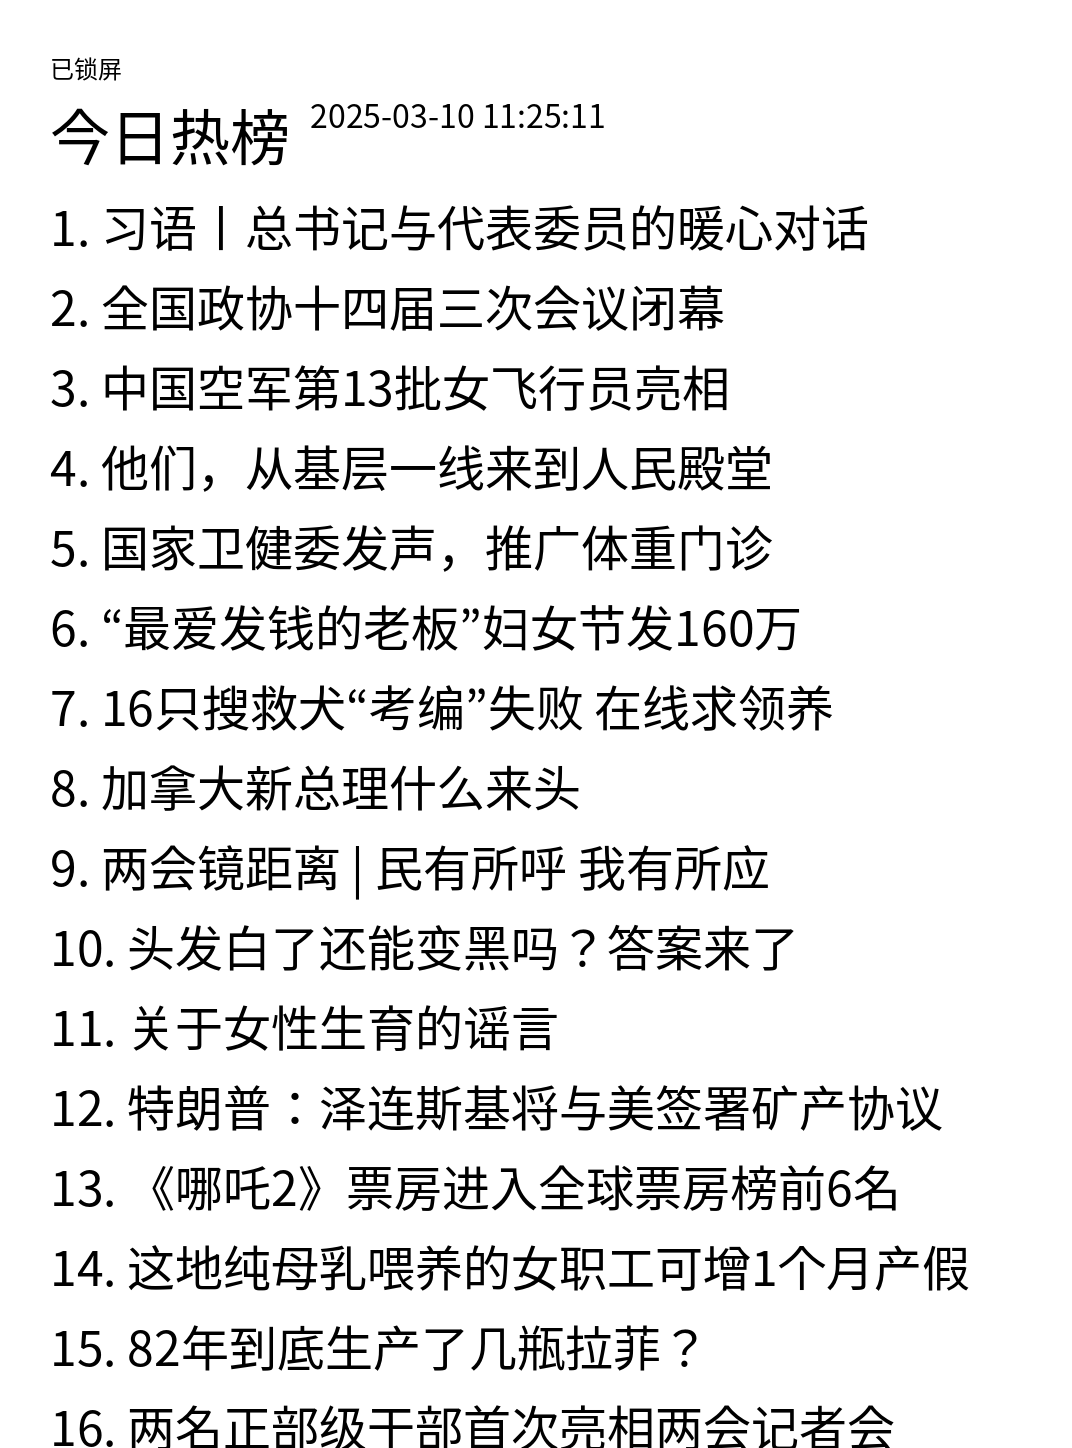 已锁屏
今日热榜 2025-03-10 11:25:11
1. 习语丨总书记与代表委员的暖心对话
2. 全国政协十四届三次会议闭幕
3. 中国空军第13批女飞行员亮相
4. 他们，从基层一线来到人民殿堂
5. 国家卫健委发声，推广体重门诊
6. “最爱发钱的老板”妇女节发160万
7. 16只搜救犬“考编”失败 在线求领养
8. 加拿大新总理什么来头
9. 两会镜距离 | 民有所呼 我有所应
10. 头发白了还能变黑吗？答案来了
11. 关于女性生育的谣言
12. 特朗普：泽连斯基将与美签署矿产协议
13. 《哪吒2》票房进入全球票房榜前6名
14. 这地纯母乳喂养的女职工可增1个月产假
15. 82年到底生产了几瓶拉菲？
16. 两名正部级干部首次亮相两会记者会